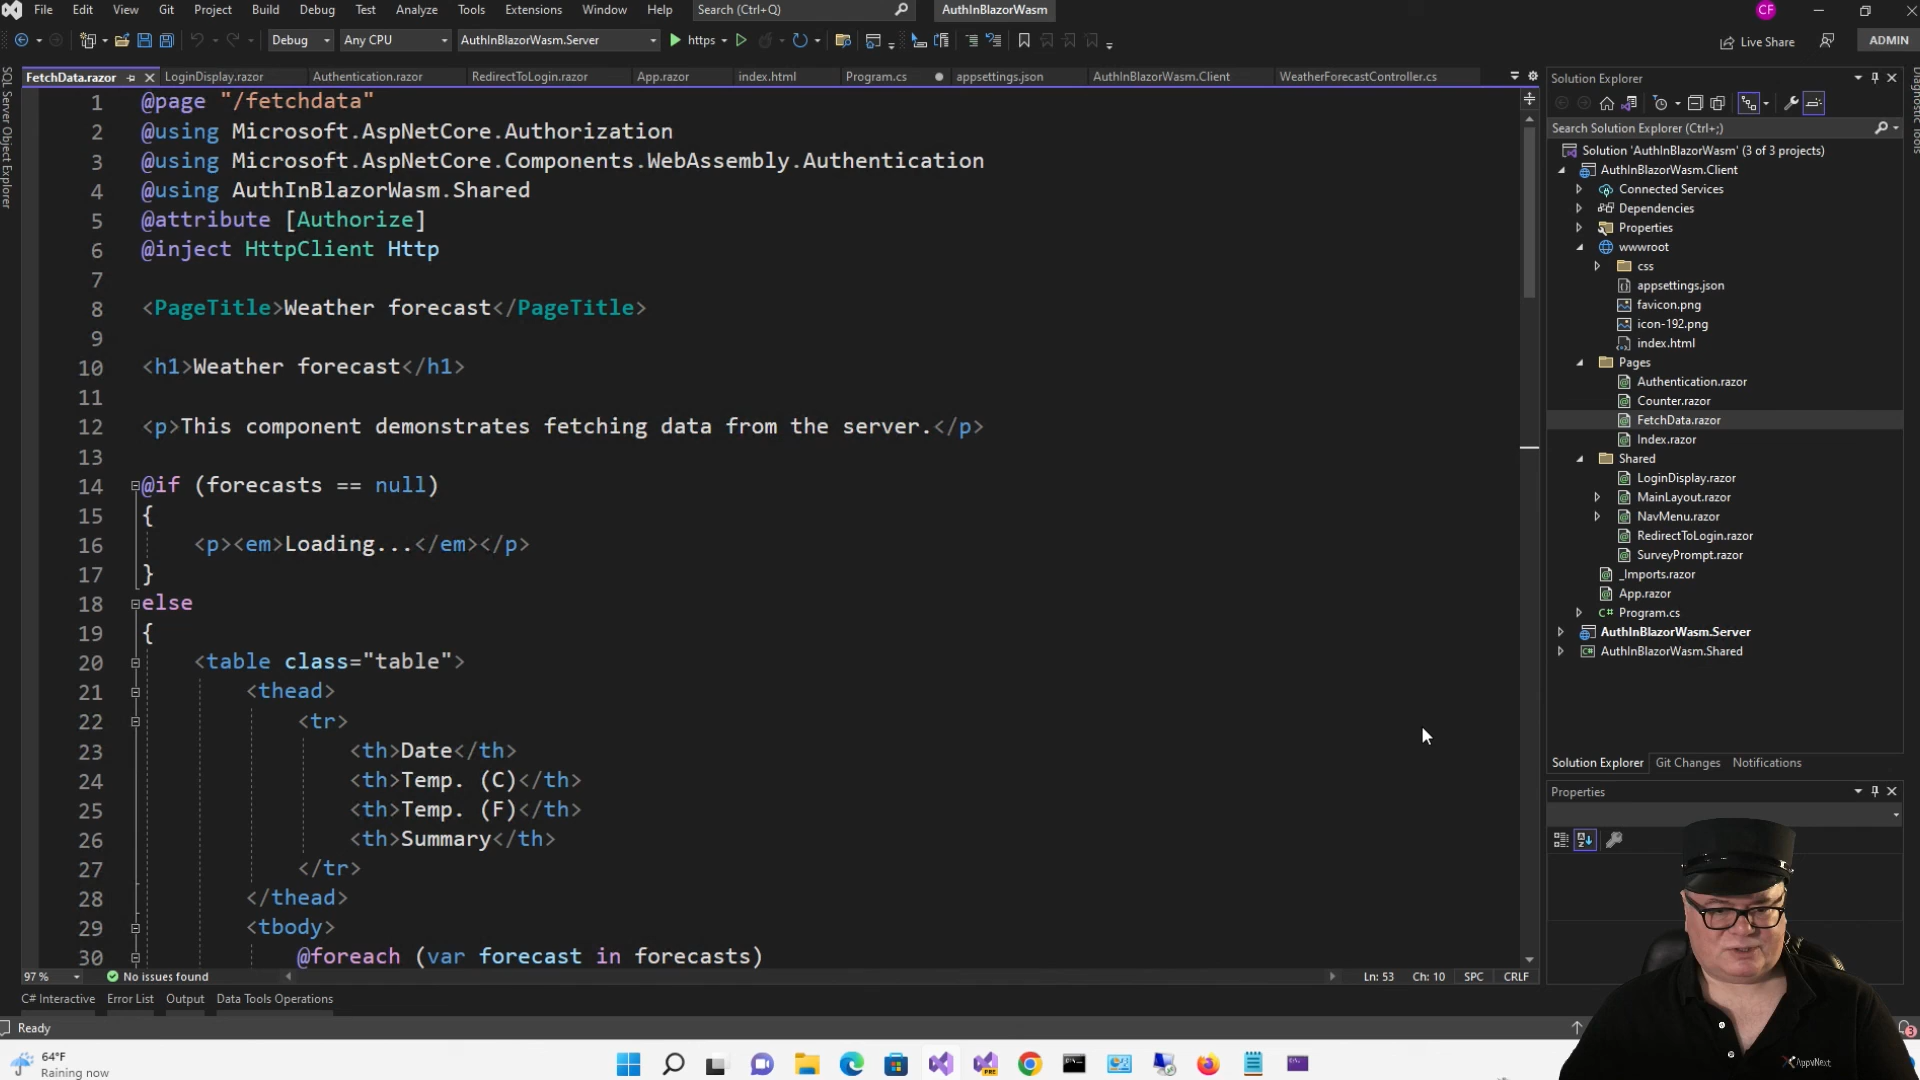 File Edit View Git Project Build Debug Test Analyze Tools Extensions Window Help Search (Ctrl+Q) AuthInBlazorWasm CF
Debug Any CPU AuthInBlazorWasm.Server https Live Share ADMIN
FetchData.razor LoginDisplay.razor Authentication.razor RedirectToLogin.razor App.razor index.html Program.cs appsettings.json AuthInBlazorWasm.Client WeatherForecastController.cs
SQL Server Object Explorer
1 @page "/fetchdata"
2 @using Microsoft.AspNetCore.Authorization
3 @using Microsoft.AspNetCore.Components.WebAssembly.Authentication
4 @using AuthInBlazorWasm.Shared
5 @attribute [Authorize]
6 @inject HttpClient Http
7
8 <PageTitle>Weather forecast</PageTitle>
9
10 <h1>Weather forecast</h1>
11
12 <p>This component demonstrates fetching data from the server.</p>
13
14 @if (forecasts == null)
15 {
16 <p><em>Loading...</em></p>
17 }
18 else
19 {
20 <table class="table">
21 <thead>
22 <tr>
23 <th>Date</th>
24 <th>Temp. (C)</th>
25 <th>Temp. (F)</th>
26 <th>Summary</th>
27 </tr>
28 </thead>
29 <tbody>
30 @foreach (var forecast in forecasts)
97 % No issues found Ln: 53 Ch: 10 SPC CRLF
C# Interactive Error List Output Data Tools Operations
Ready
Solution Explorer
Search Solution Explorer (Ctrl+;)
Solution 'AuthInBlazorWasm' (3 of 3 projects)
AuthInBlazorWasm.Client
Connected Services
Dependencies
Properties
wwwroot
css
appsettings.json
favicon.png
icon-192.png
index.html
Pages
Authentication.razor
Counter.razor
FetchData.razor
Index.razor
Shared
LoginDisplay.razor
MainLayout.razor
NavMenu.razor
RedirectToLogin.razor
SurveyPrompt.razor
_Imports.razor
App.razor
C# Program.cs
AuthInBlazorWasm.Server
AuthInBlazorWasm.Shared
Solution Explorer Git Changes Notifications
Properties
Diagnostic Tools
3
64°F
Raining now
PRE
AppvNext